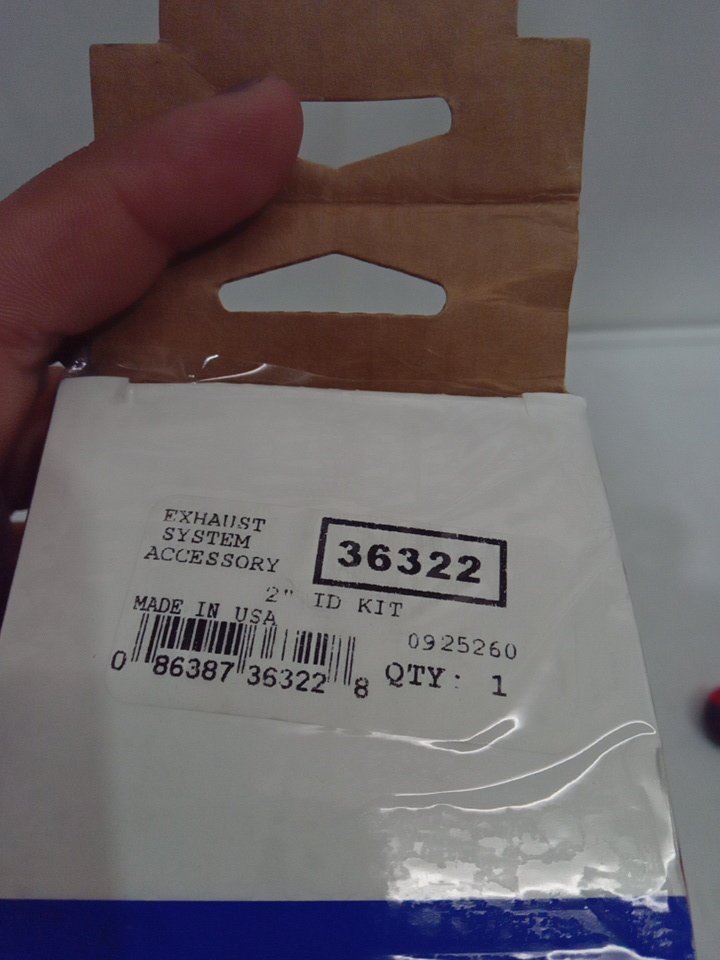 EXHAUST
SYSTEM
ACCESSORY
36322
2" ID KIT
MADE IN USA
0925260
0 86387 36322 8
QTY: 1